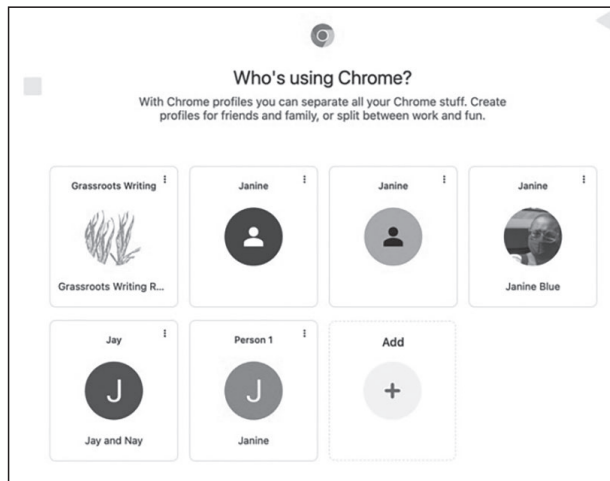 Who's using Chrome?
With Chrome profiles you can separate all your Chrome stuff. Create
profiles for friends and family, or split between work and fun.
Grassroots Writing
Grassroots Writing R...
Janine
Janine
Janine
Janine Blue
Jay
J
Jay and Nay
Person 1
J
Janine
Add